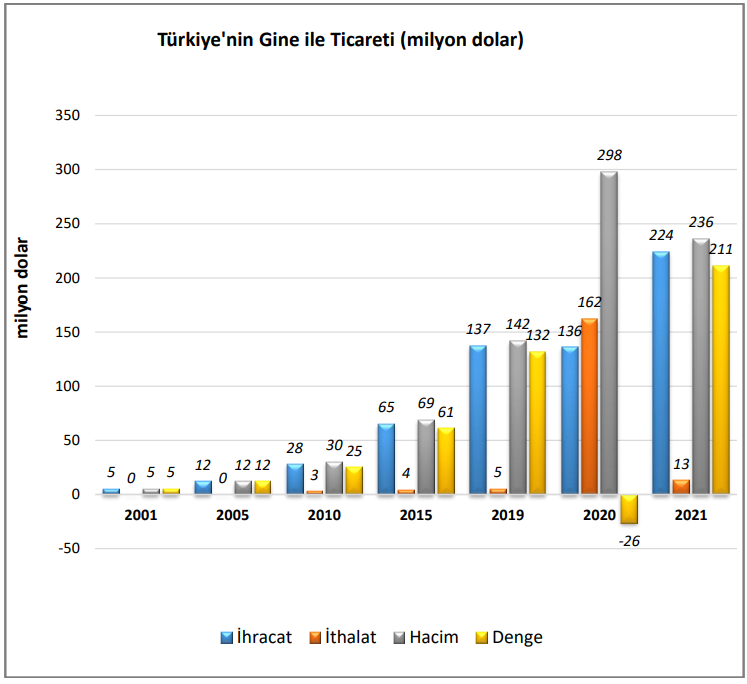 Türkiye'nin Gine ile Ticareti (milyon dolar)
milyon dolar
350
300
250
200
150
100
50
0
-50
5 0 5 5
12 0 12 12
28 3 30 25
65 4 69 61
137 5 142 132
136 162 298 -26
224 13 236 211
2001 2005 2010 2015 2019 2020 2021
İhracat İthalat Hacim Denge